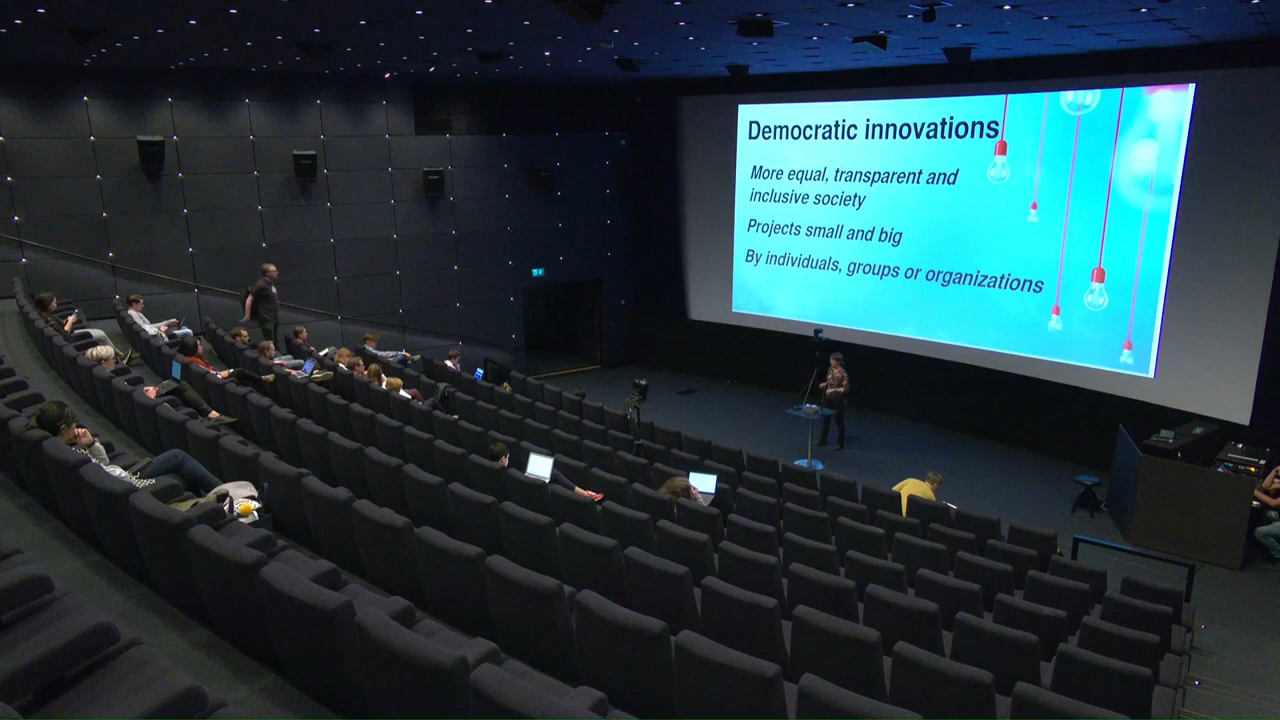 Democratic innovations
More equal, transparent and
inclusive society
Projects small and big
By individuals, groups or organizations